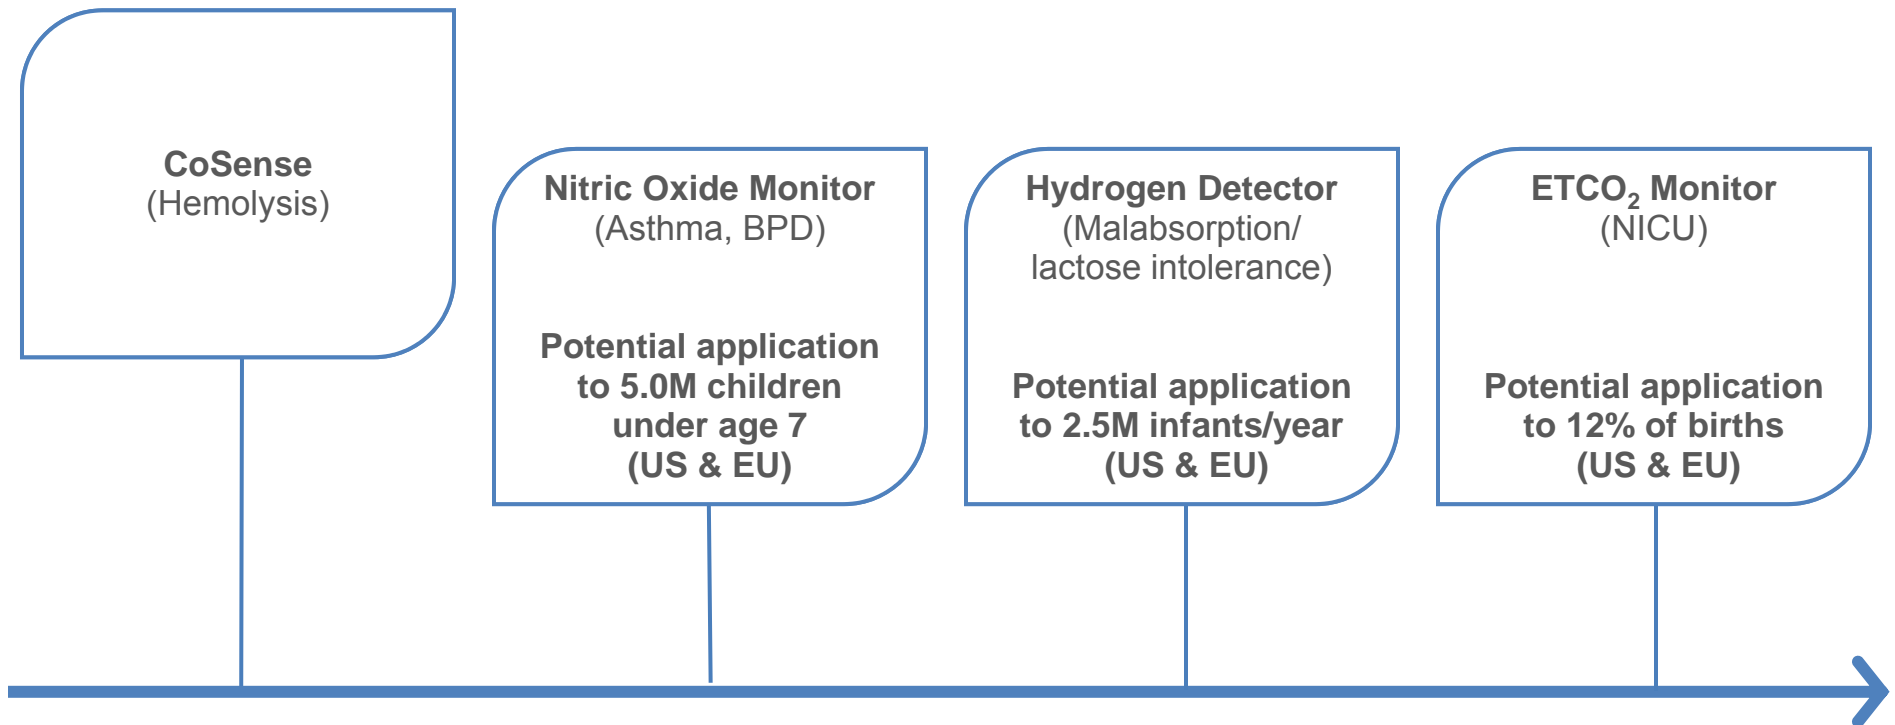 CoSense
(Hemolysis)
Nitric Oxide Monitor
(Asthma, BPD)
Potential application
to 5.0M children
under age 7
(US & EU)
Hydrogen Detector
(Malabsorption/
lactose intolerance)
Potential application
to 2.5M infants/year
(US & EU)
ETCO₂ Monitor
(NICU)
Potential application
to 12% of births
(US & EU)